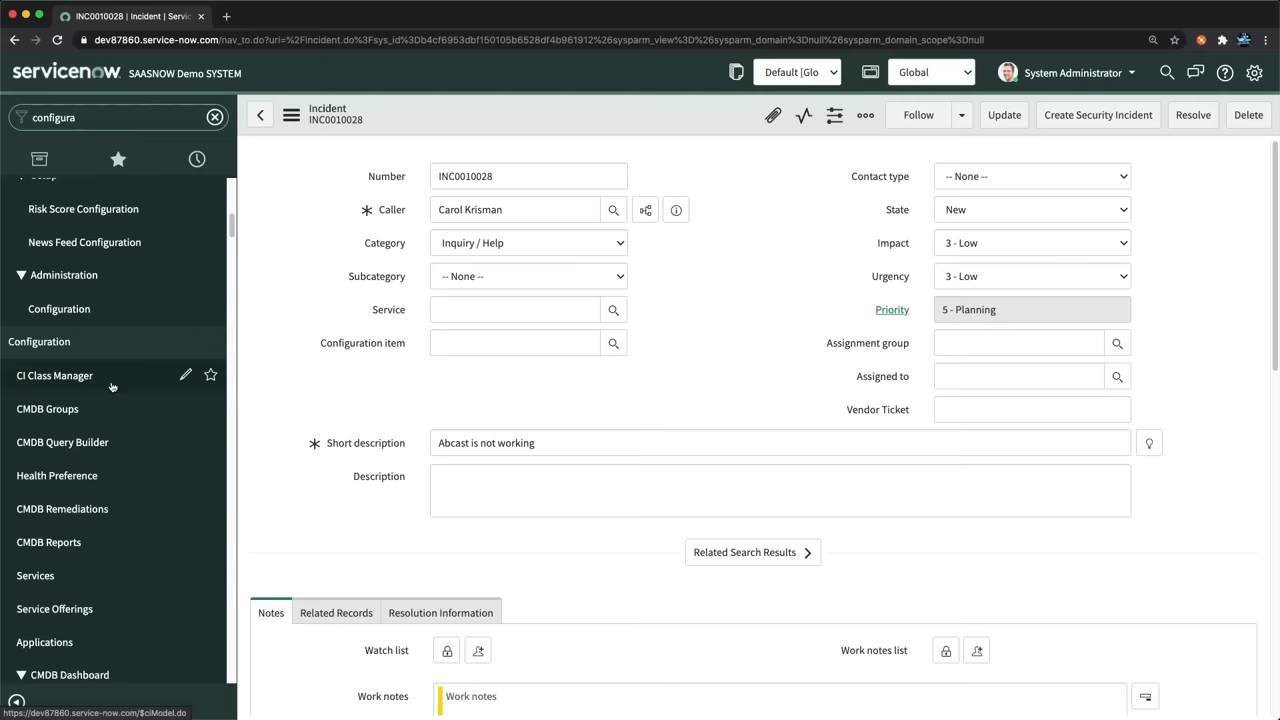 INC0010028 | Incident | Servic
dev87860.service-now.com/nav_to.do?uri=%2Fincident.do%3Fsys_id%3Db4cf6953dbf150105b6528df4b961912%26sysparm_view%3D%26sysparm_domain%3Dnull%26sysparm_domain_scope%3Dnull
servicenow SAASNOW Demo SYSTEM
Default [Glo
Global
System Administrator
configura
Incident
INC0010028
Follow
Update
Create Security Incident
Resolve
Delete
Setup
Risk Score Configuration
News Feed Configuration
Administration
Configuration
Configuration
CI Class Manager
CMDB Groups
CMDB Query Builder
Health Preference
CMDB Remediations
CMDB Reports
Services
Service Offerings
Applications
CMDB Dashboard
https://dev87860.service-now.com/$ciModel.do
Number INC0010028
Caller Carol Krisman
Category Inquiry / Help
Subcategory -- None --
Service
Configuration item
Contact type -- None --
State New
Impact 3 - Low
Urgency 3 - Low
Priority 5 - Planning
Assignment group
Assigned to
Vendor Ticket
Short description Abcast is not working
Description
Related Search Results
Notes Related Records Resolution Information
Watch list
Work notes list
Work notes Work notes